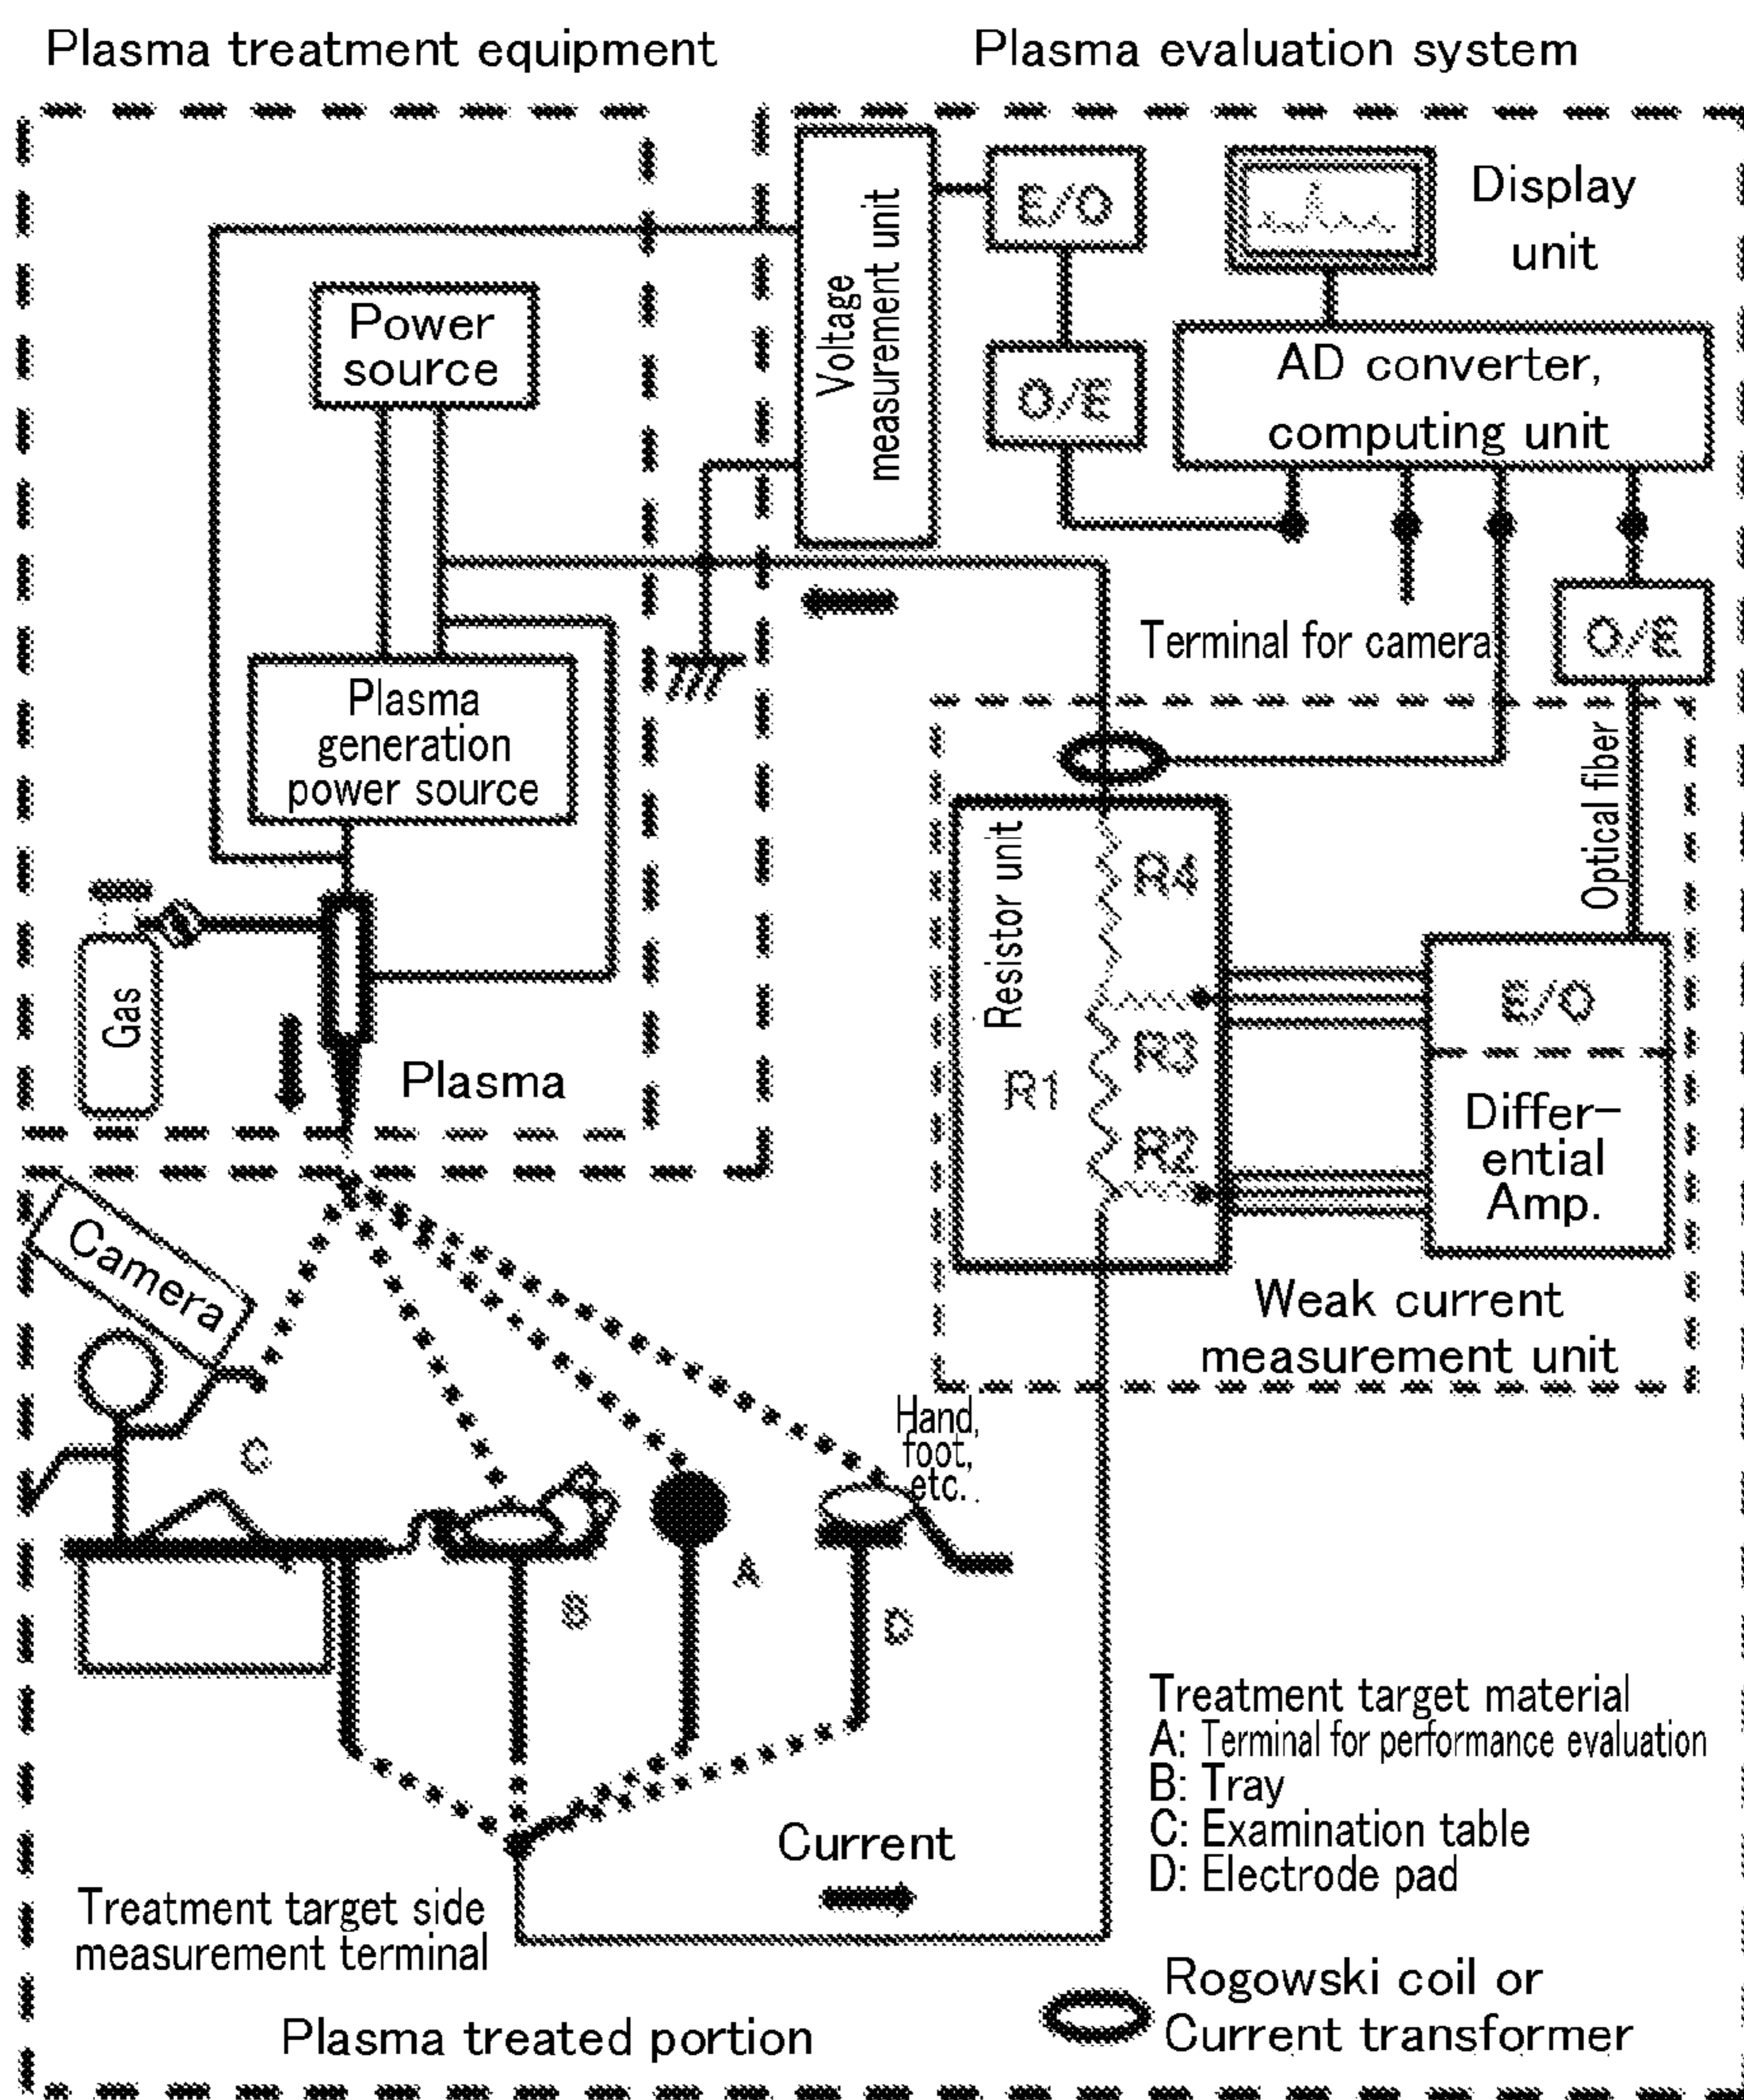 Plasma treatment equipment
Plasma evaluation system
Power
source
Plasma
generation
power source
Gas
Plasma
Voltage
measurement unit
E/O
O/E
Display
unit
AD converter,
computing unit
Terminal for camera
O/E
Optical fiber
Resistor unit
R4
R3
R1
R2
E/O
Differ-
ential
Amp.
Weak current
measurement unit
Camera
C
B
A
D
Hand,
foot,
etc.
Treatment target material
A: Terminal for performance evaluation
B: Tray
C: Examination table
D: Electrode pad
Current
Treatment target side
measurement terminal
Rogowski coil or
Current transformer
Plasma treated portion